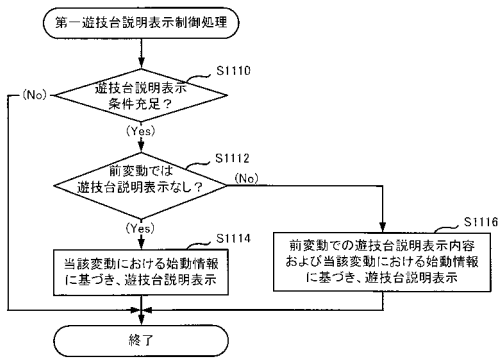 第一遊技台説明表示制御処理
S1110
遊技台説明表示
条件充足？
(No)
(Yes)
S1112
前変動では
遊技台説明表示なし？
(No)
(Yes)
S1114
当該変動における始動情報
に基づき、遊技台説明表示
S1116
前変動での遊技台説明表示内容
および当該変動における始動情報
に基づき、遊技台説明表示
終了